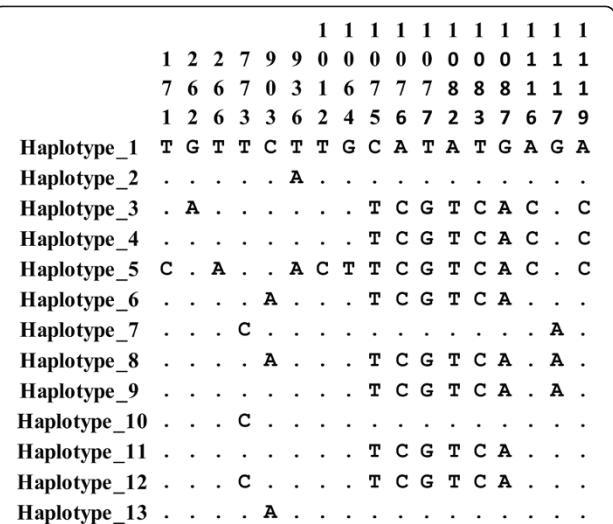 1 1 1 1 1 1 1 1 1 1 1
1 2 2 7 9 9 0 0 0 0 0 0 0 0 1 1 1
7 6 6 7 0 3 1 6 7 7 7 8 8 8 1 1 1
1 2 6 3 3 6 2 4 5 6 7 2 3 7 6 7 9
Haplotype_1 T G T T C T T G C A T A T G A G A
Haplotype_2 . . . . . A . . . . . . . . . . .
Haplotype_3 . A . . . . . . T C G T C A C . C
Haplotype_4 . . . . . . . . T C G T C A C . C
Haplotype_5 C . A . . A C T T C G T C A C . C
Haplotype_6 . . . . A . . . T C G T C A . . .
Haplotype_7 . . . C . . . . . . . . . . . A .
Haplotype_8 . . . . A . . . T C G T C A . A .
Haplotype_9 . . . . . . . . T C G T C A . A .
Haplotype_10 . . . C . . . . . . . . . . . . .
Haplotype_11 . . . . . . . . T C G T C A . . .
Haplotype_12 . . . C . . . . T C G T C A . . .
Haplotype_13 . . . . A . . . . . . . . . . . .